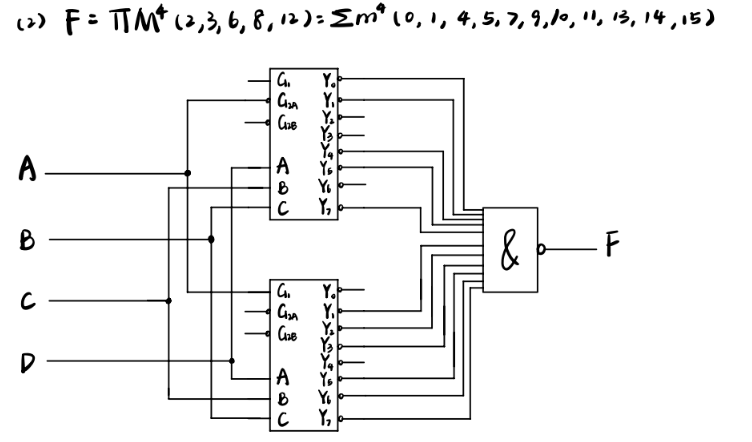 (2) F = ΠM⁴(2,3,6,8,12) = Σm⁴(0,1,4,5,7,9,10,11,13,14,15)
G₁ Y₀
G₂A Y₁
G₂B Y₂
Y₃
Y₄
A Y₅
B Y₆
C Y₇
A
B
C
D
& F
G₁ Y₀
G₂A Y₁
G₂B Y₂
Y₃
Y₄
A Y₅
B Y₆
C Y₇